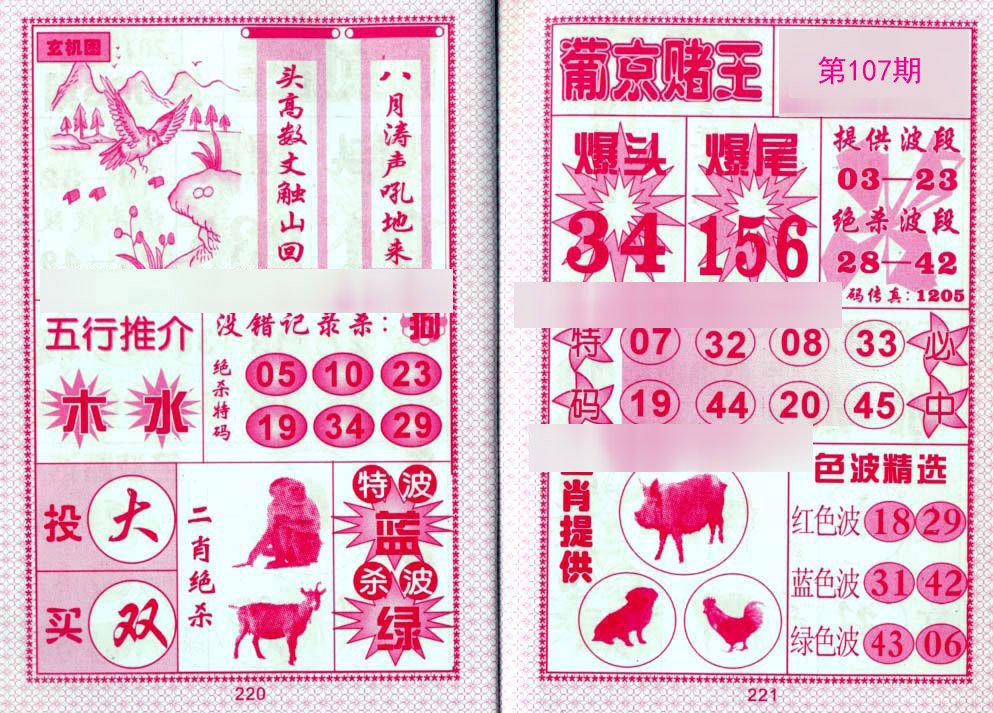 玄机图
八月涛声吼地来
头高数丈触山回
五行推介
木 水
没错记录杀：狗
绝杀特码
05 10 23
19 34 29
投 大
买 双
二肖绝杀
特波
蓝
杀波
绿
220
葡京赌王
第107期
爆头
34
爆尾
156
提供波段
03—23
绝杀波段
28—42
码传真：1205
特码
07 32 08 33
19 44 20 45
必中
肖提供
色波精选
红色波 18 29
蓝色波 31 42
绿色波 43 06
221